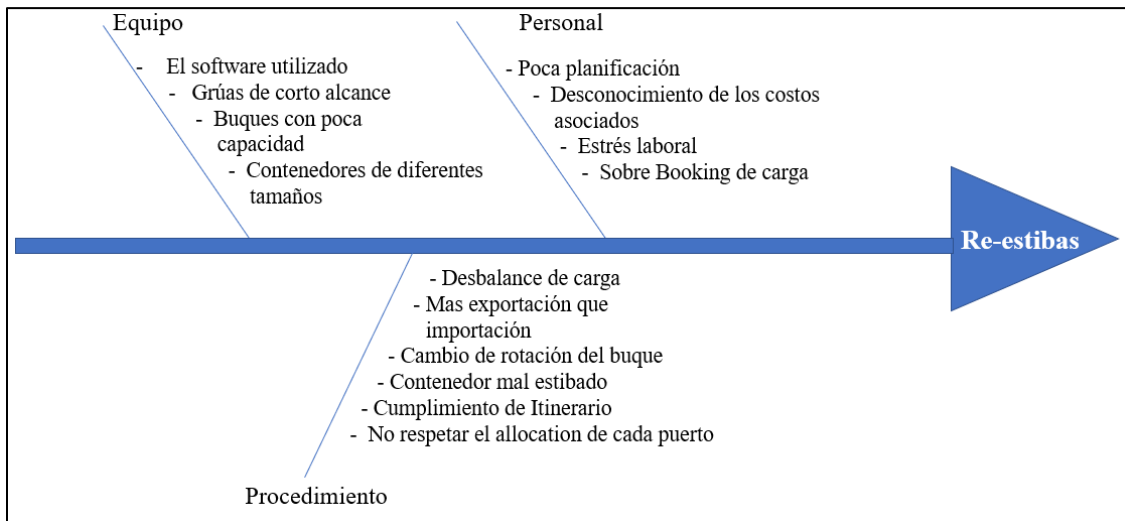 Equipo
- El software utilizado
- Grúas de corto alcance
- Buques con poca
capacidad
- Contenedores de diferentes
tamaños
Personal
- Poca planificación
- Desconocimiento de los costos
asociados
- Estrés laboral
- Sobre Booking de carga
Re-estibas
- Desbalance de carga
- Mas exportación que
importación
- Cambio de rotación del buque
- Contenedor mal estibado
- Cumplimiento de Itinerario
- No respetar el allocation de cada puerto
Procedimiento